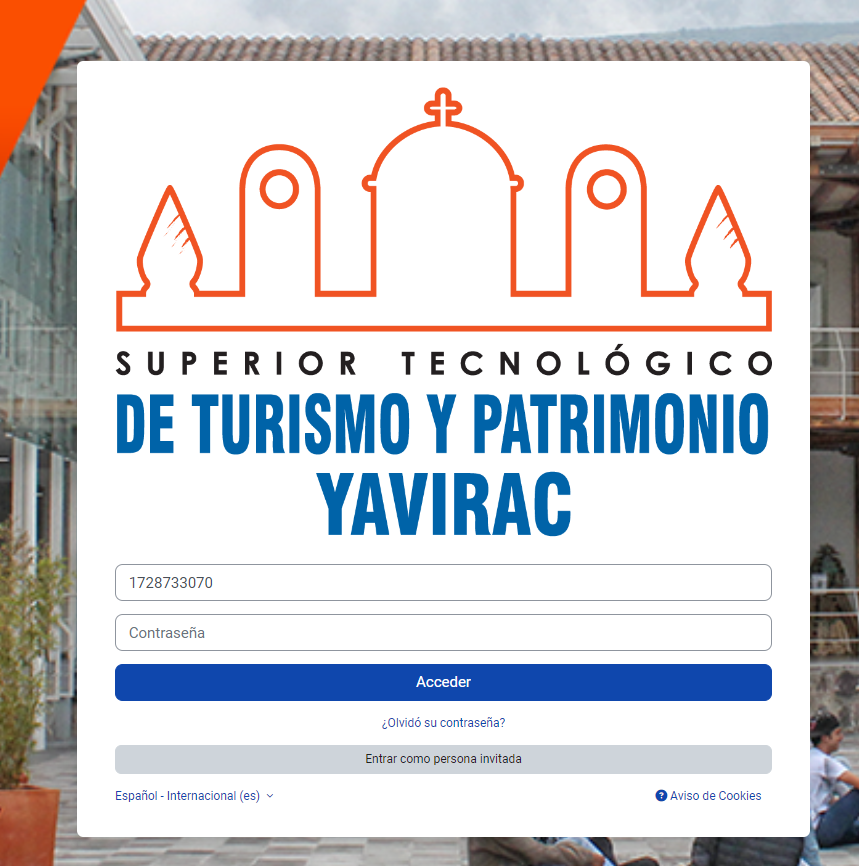 SUPERIOR TECNOLÓGICO
DE TURISMO Y PATRIMONIO
YAVIRAC
1728733070
Contraseña
Acceder
¿Olvidó su contraseña?
Entrar como persona invitada
Español - Internacional (es)
Aviso de Cookies